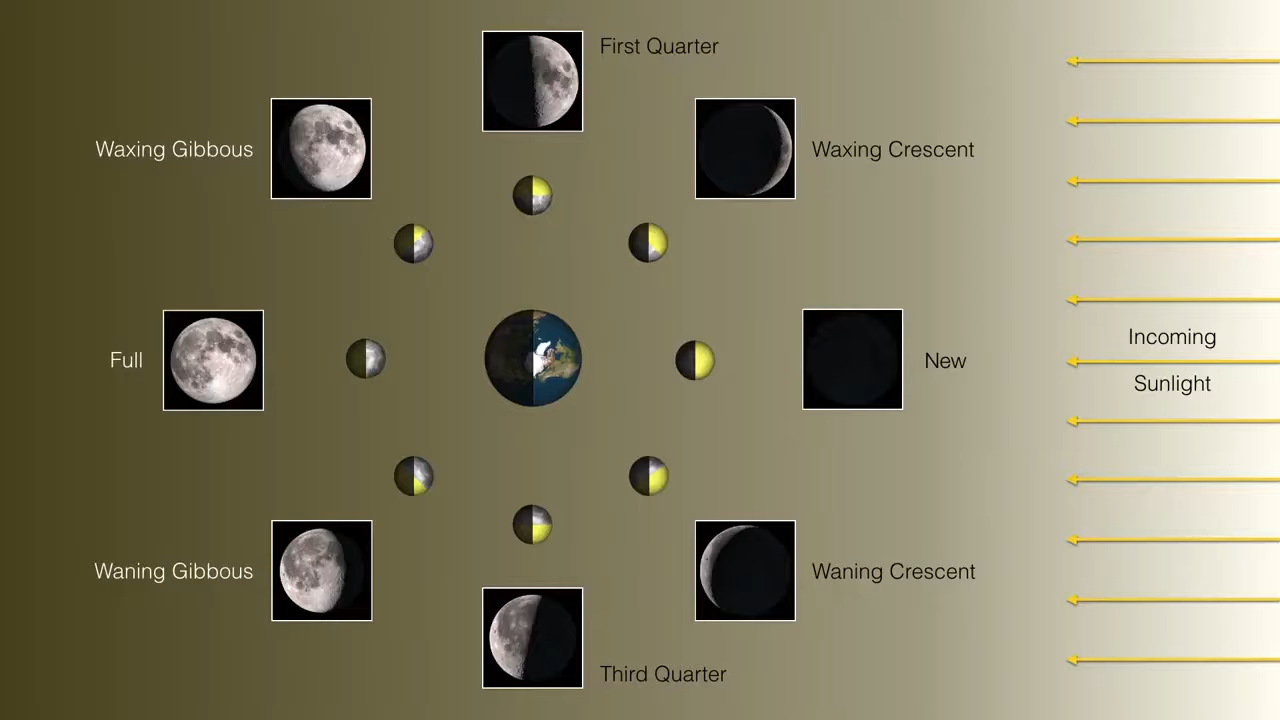 First Quarter
Waxing Gibbous
Waxing Crescent
Full
New
Incoming
Sunlight
Waning Gibbous
Waning Crescent
Third Quarter